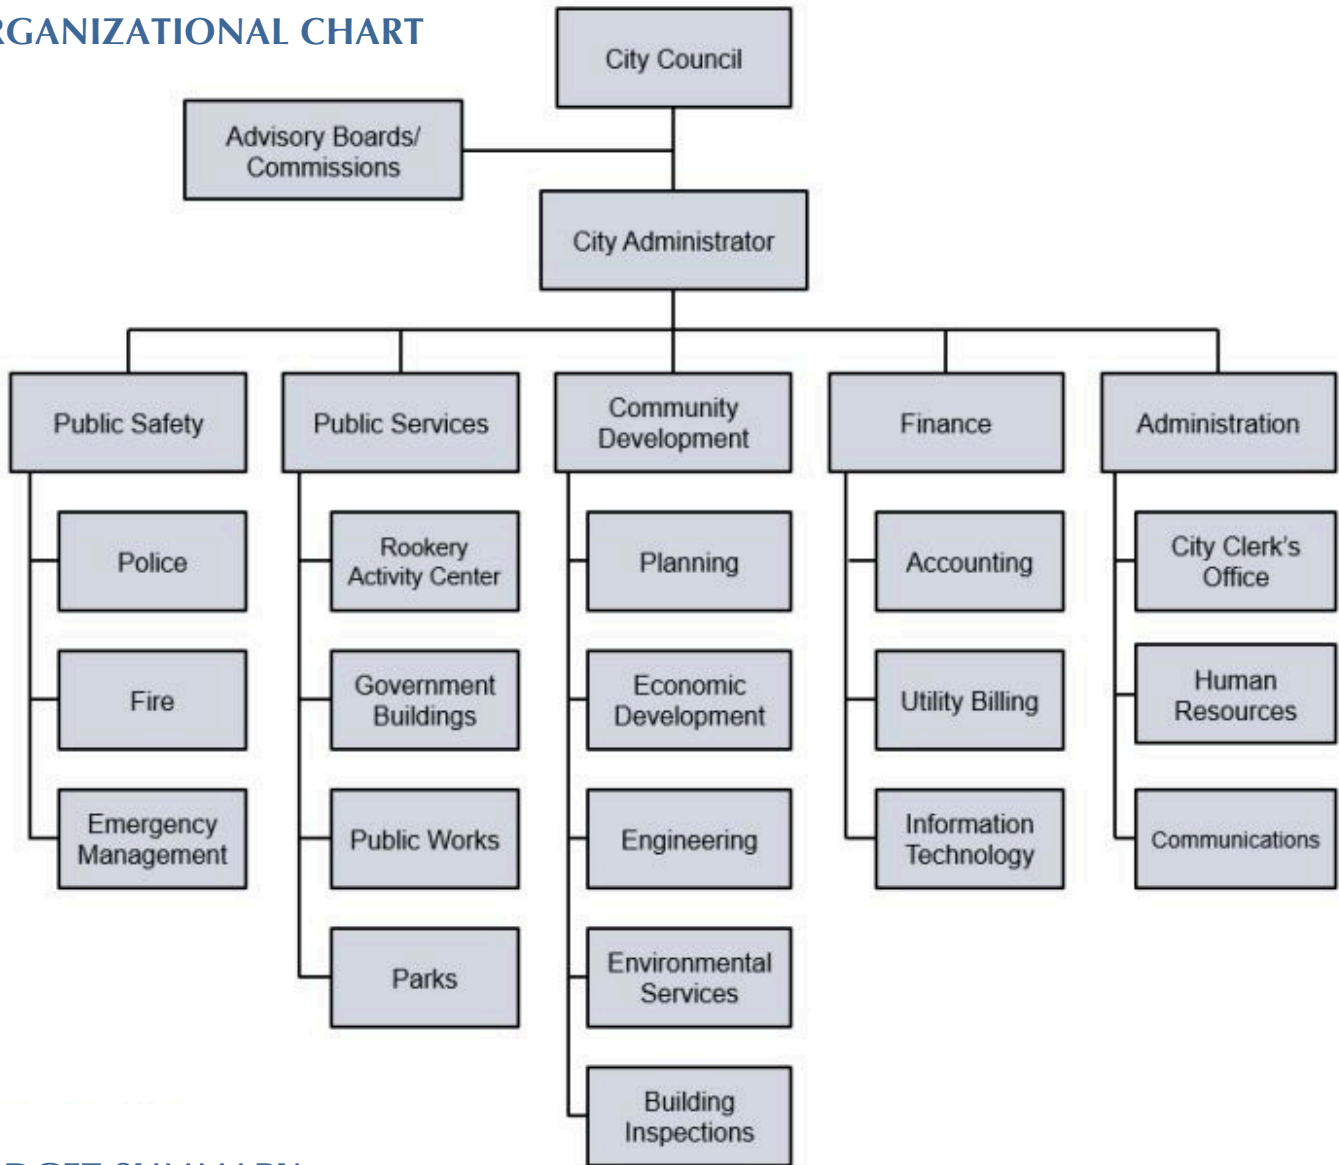 RGANIZATIONAL CHART
City Council
Advisory Boards/
Commissions
City Administrator
Public Safety
Police
Fire
Emergency
Management
Public Services
Rookery
Activity Center
Government
Buildings
Public Works
Parks
Community
Development
Planning
Economic
Development
Engineering
Environmental
Services
Building
Inspections
Finance
Accounting
Utility Billing
Information
Technology
Administration
City Clerk's
Office
Human
Resources
Communications